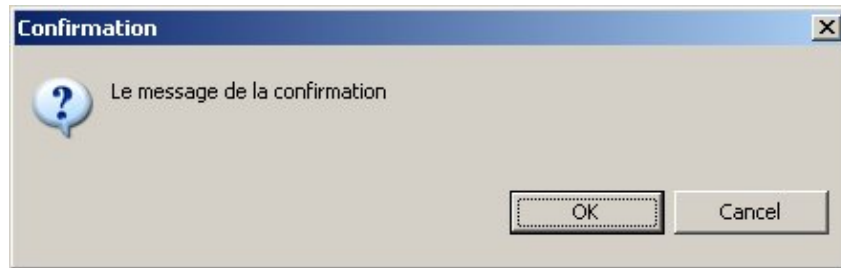 Confirmation
Le message de la confirmation
OK
Cancel